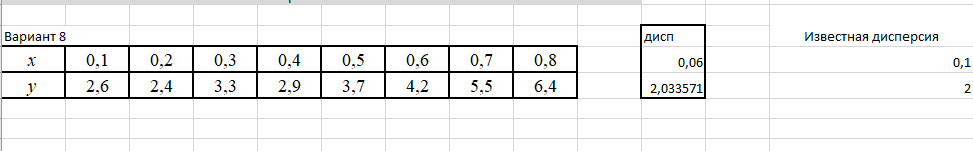 Вариант 8 дисп Известная дисперсия
x 0,1 0,2 0,3 0,4 0,5 0,6 0,7 0,8 0,06 0,1
y 2,6 2,4 3,3 2,9 3,7 4,2 5,5 6,4 2,033571 2